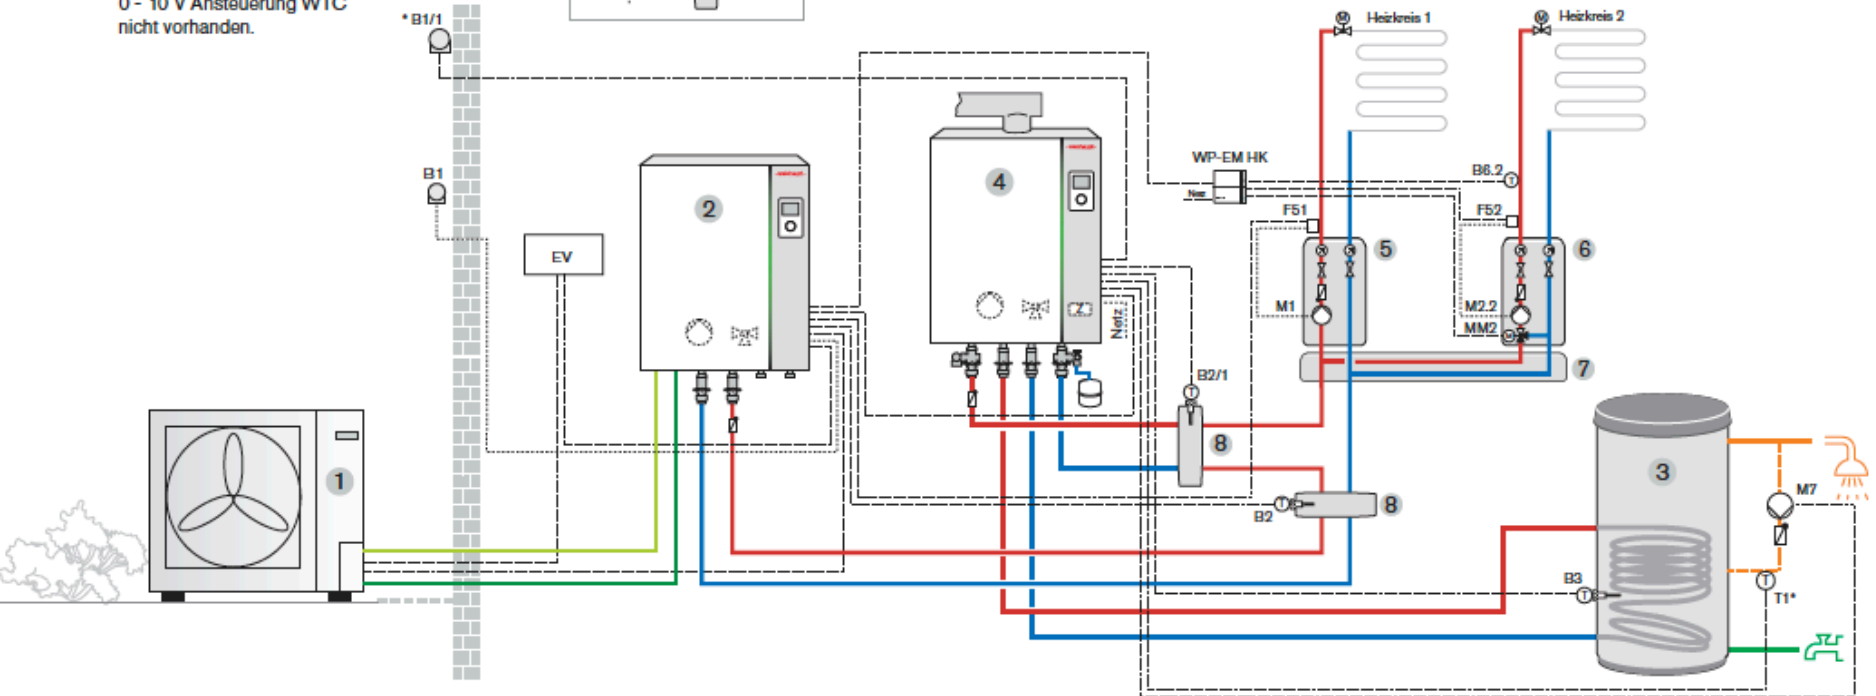 0 - 10 V Ansteuerung WTC
nicht vorhanden.
* B1/1
B1
EV
2
4
1
WP-EM HK
Netz
Heizkreis 1
Heizkreis 2
B6.2
F51
F52
5
6
M1
M2.2
MM2
7
Netz
Z
B2/1
8
B2
8
3
M7
B3
T1*
M
M
M
T
T
T
T
T